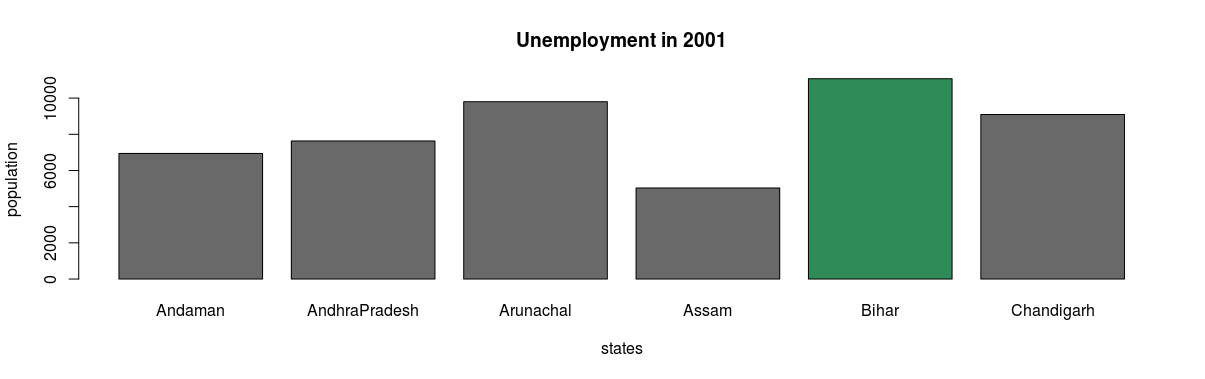 Unemployment in 2001
population
10000
6000
2000
0
Andaman AndhraPradesh Arunachal Assam Bihar Chandigarh
states